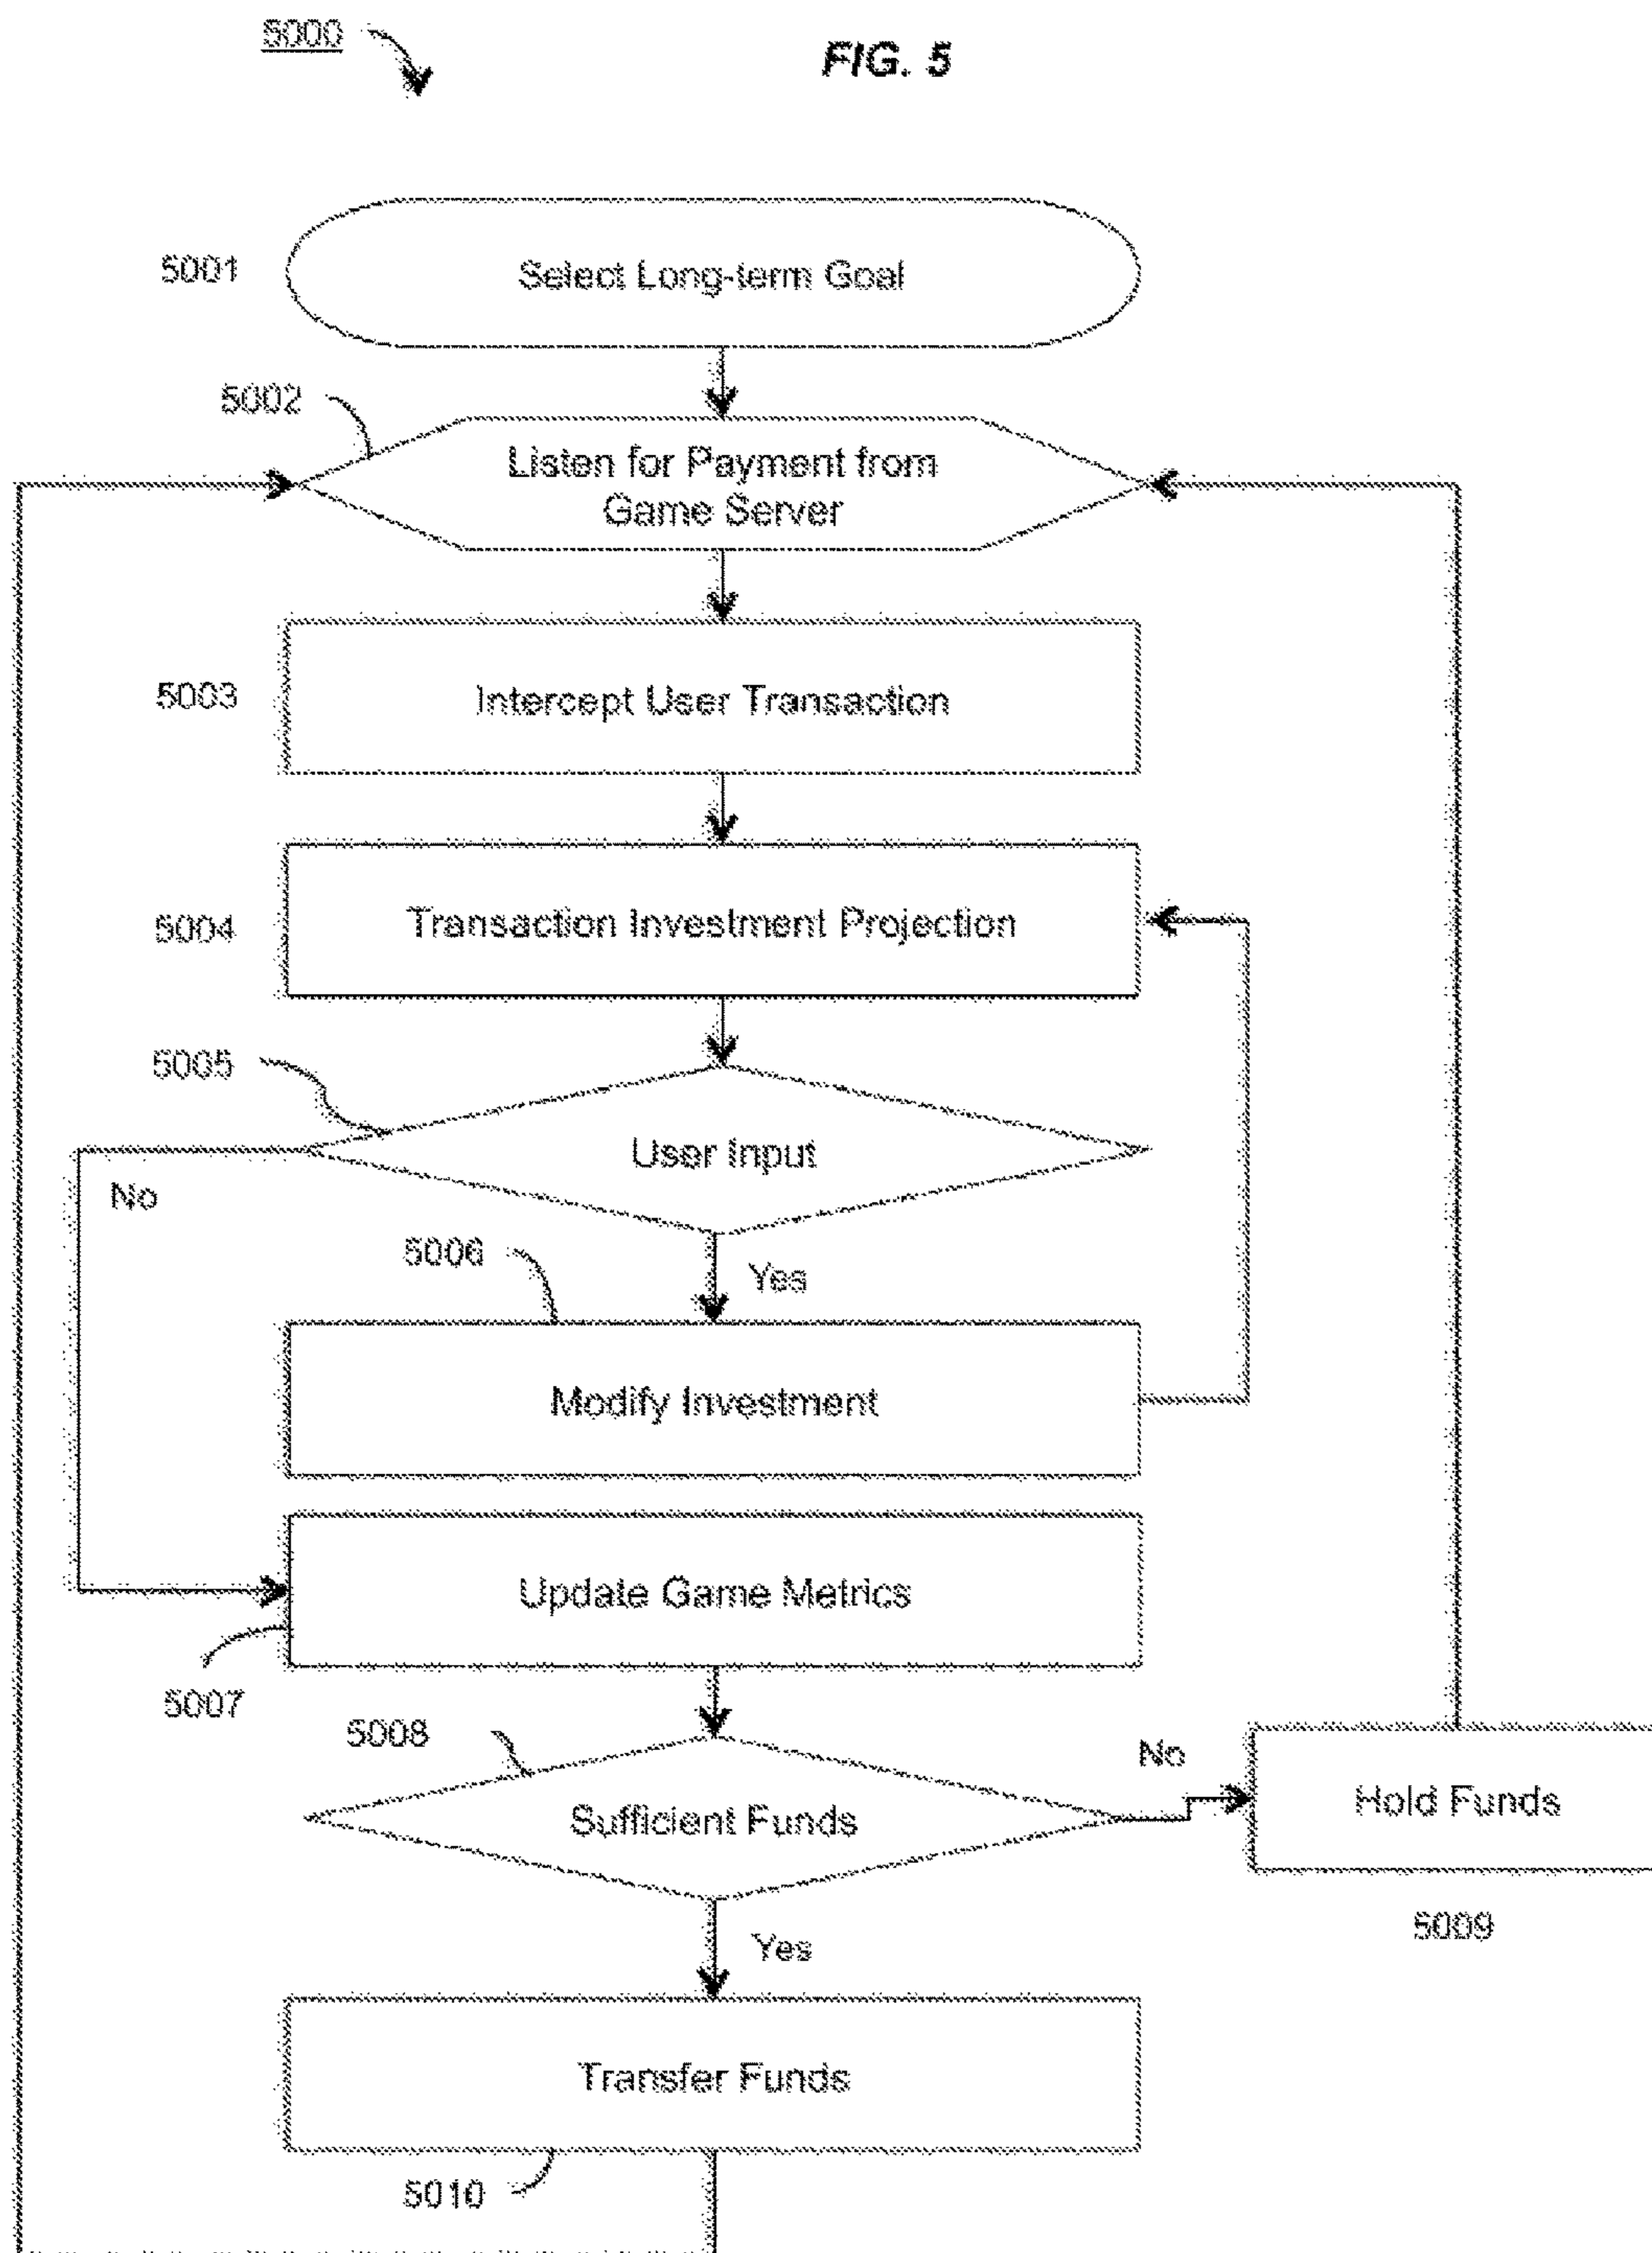 5000
FIG. 5
5001
Select Long-term Goal
5002
Listen for Payment from
Game Server
5003
Intercept User Transaction
5004
Transaction Investment Projection
5005
User Input
No
5006
Yes
Modify Investment
Update Game Metrics
5007
5008
No
Sufficient Funds
Hold Funds
5009
Yes
Transfer Funds
5010